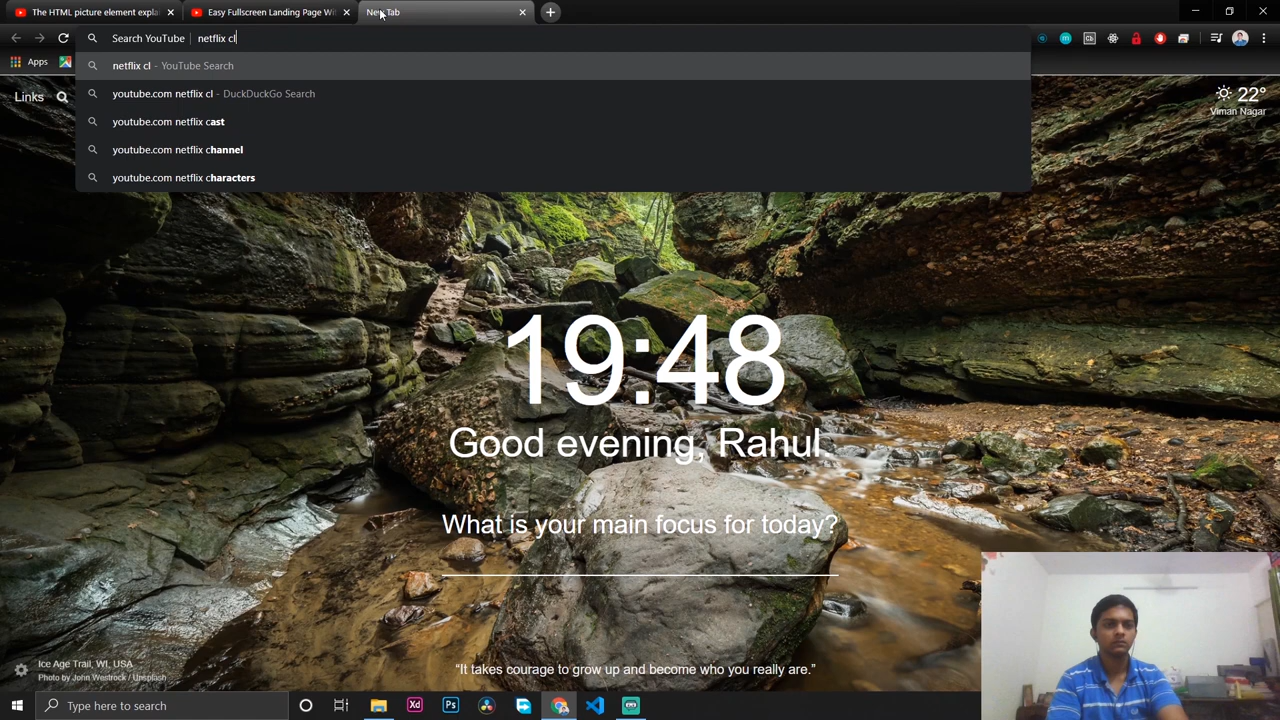 The HTML picture element expla
Easy Fullscreen Landing Page Wi
New Tab
Search YouTube | netflix cl
netflix cl - YouTube Search
youtube.com netflix cl - DuckDuckGo Search
youtube.com netflix cast
youtube.com netflix channel
youtube.com netflix characters
Apps
Links
22°
Viman Nagar
19:48
Good evening, Rahul.
What is your main focus for today?
Ice Age Trail, WI, USA
Photo by John Westrock / Unsplash
“It takes courage to grow up and become who you really are.”
Type here to search
Xd
Ps